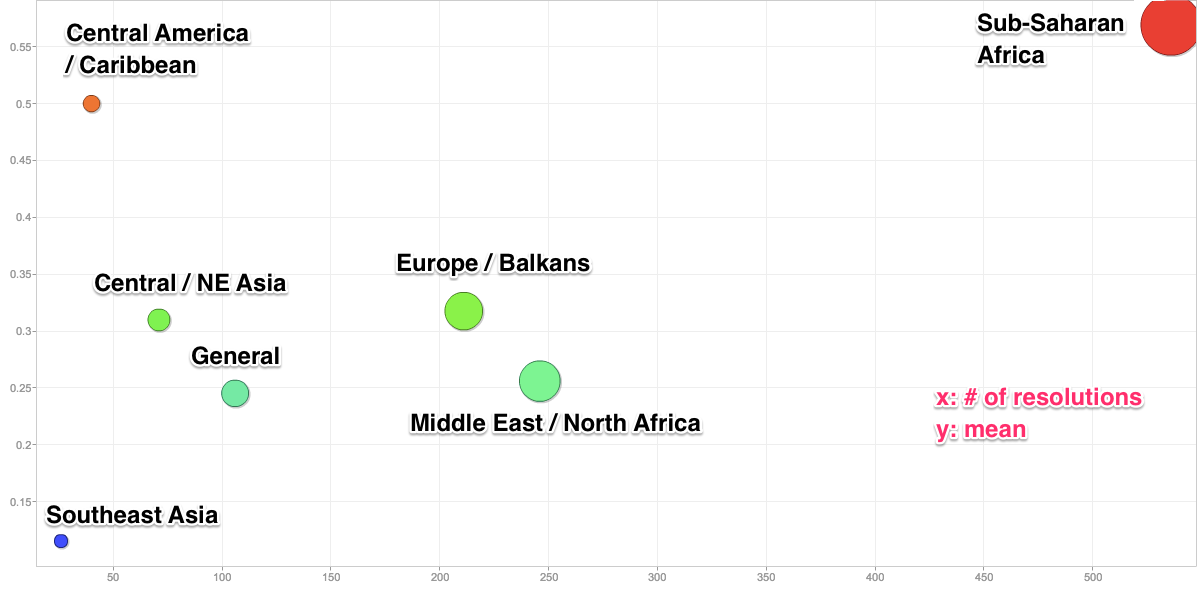 Central America
/ Caribbean
Sub-Saharan
Africa
Europe / Balkans
Central / NE Asia
General
Middle East / North Africa
x: # of resolutions
y: mean
Southeast Asia
0.55
0.5
0.45
0.4
0.35
0.3
0.25
0.2
0.15
50 100 150 200 250 300 350 400 450 500